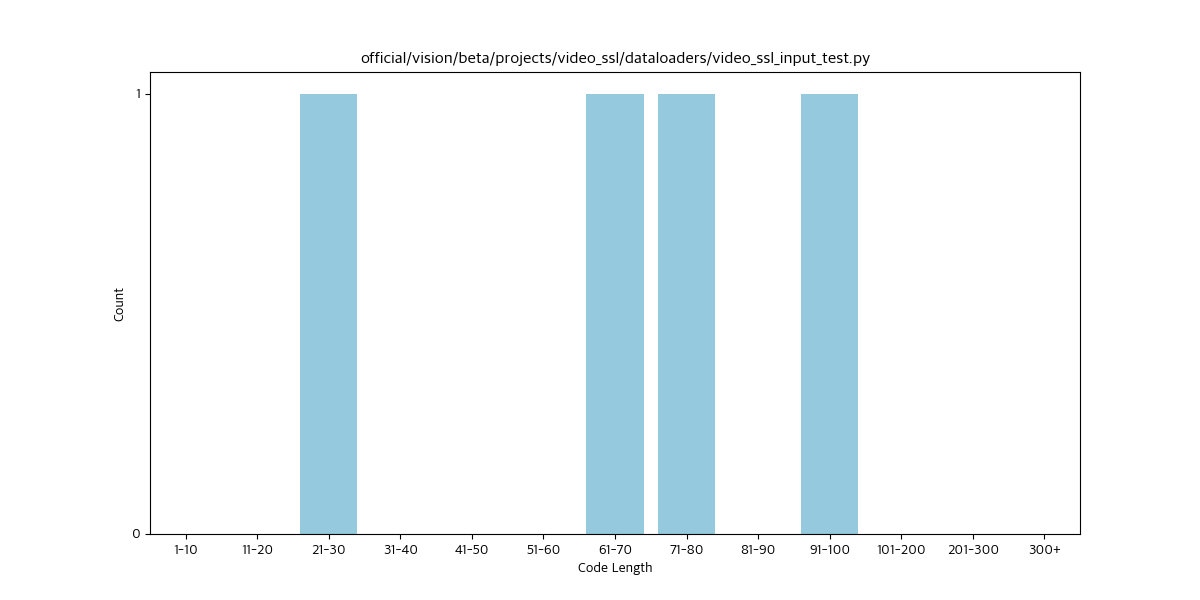 official/vision/beta/projects/video_ssl/dataloaders/video_ssl_input_test.py
1
Count
0
1-10 11-20 21-30 31-40 41-50 51-60 61-70 71-80 81-90 91-100 101-200 201-300 300+
Code Length